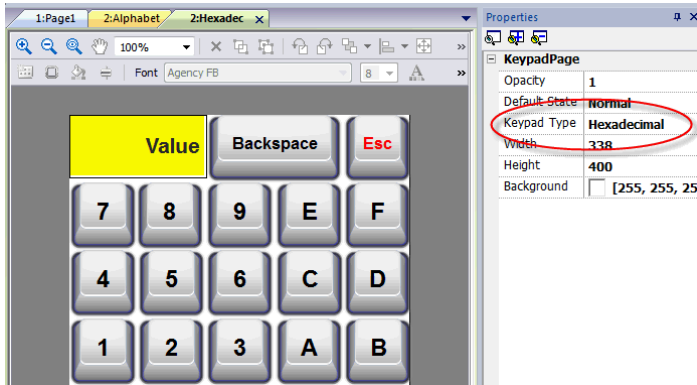 1:Page1 2:Alphabet 2:Hexadec
100%
Font Agency FB 8 A
Value Backspace Esc
7 8 9 E F
4 5 6 C D
1 2 3 A B
Properties
KeypadPage
Opacity 1
Default State Normal
Keypad Type Hexadecimal
Width 338
Height 400
Background [255, 255, 25